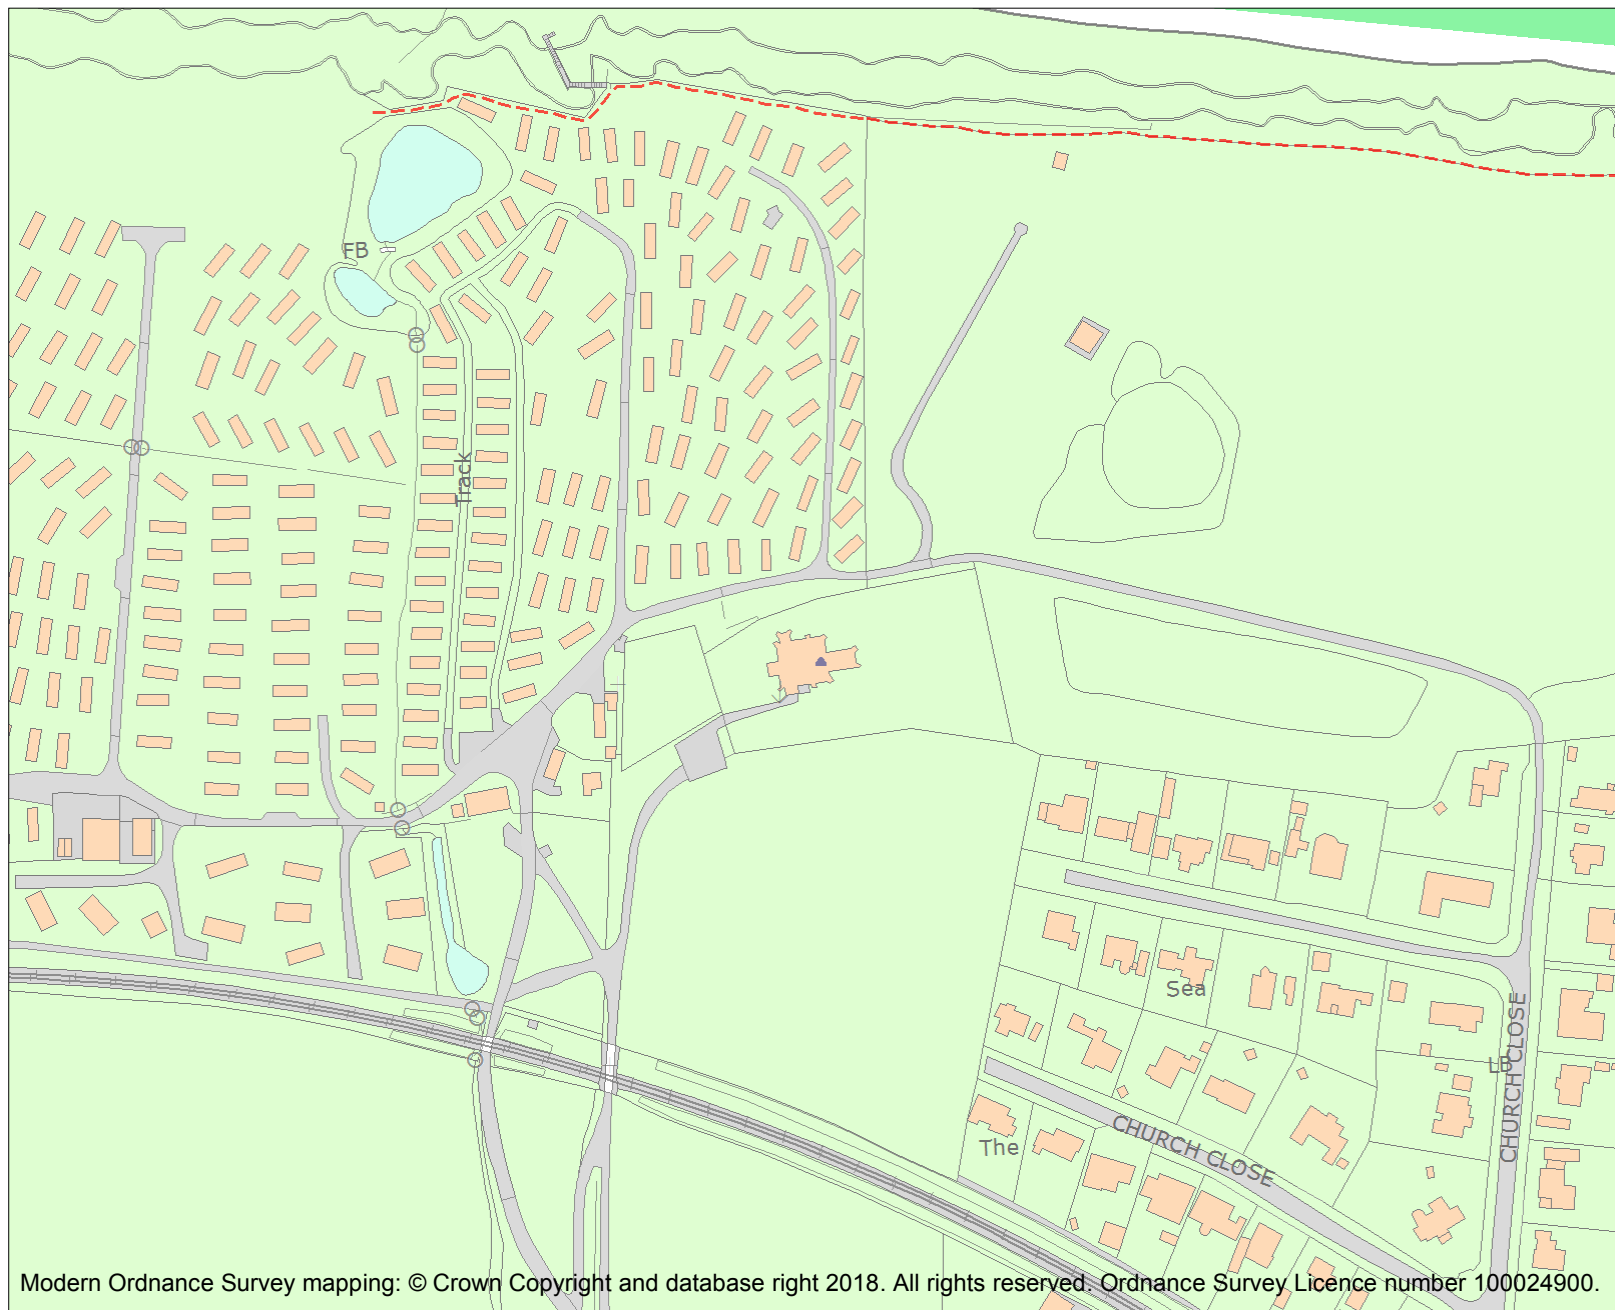 FB
Track
Sea
CHURCH CLOSE
LB
CHURCH CLOSE
The
Modern Ordnance Survey mapping: © Crown Copyright and database right 2018. All rights reserved. Ordnance Survey Licence number 100024900.